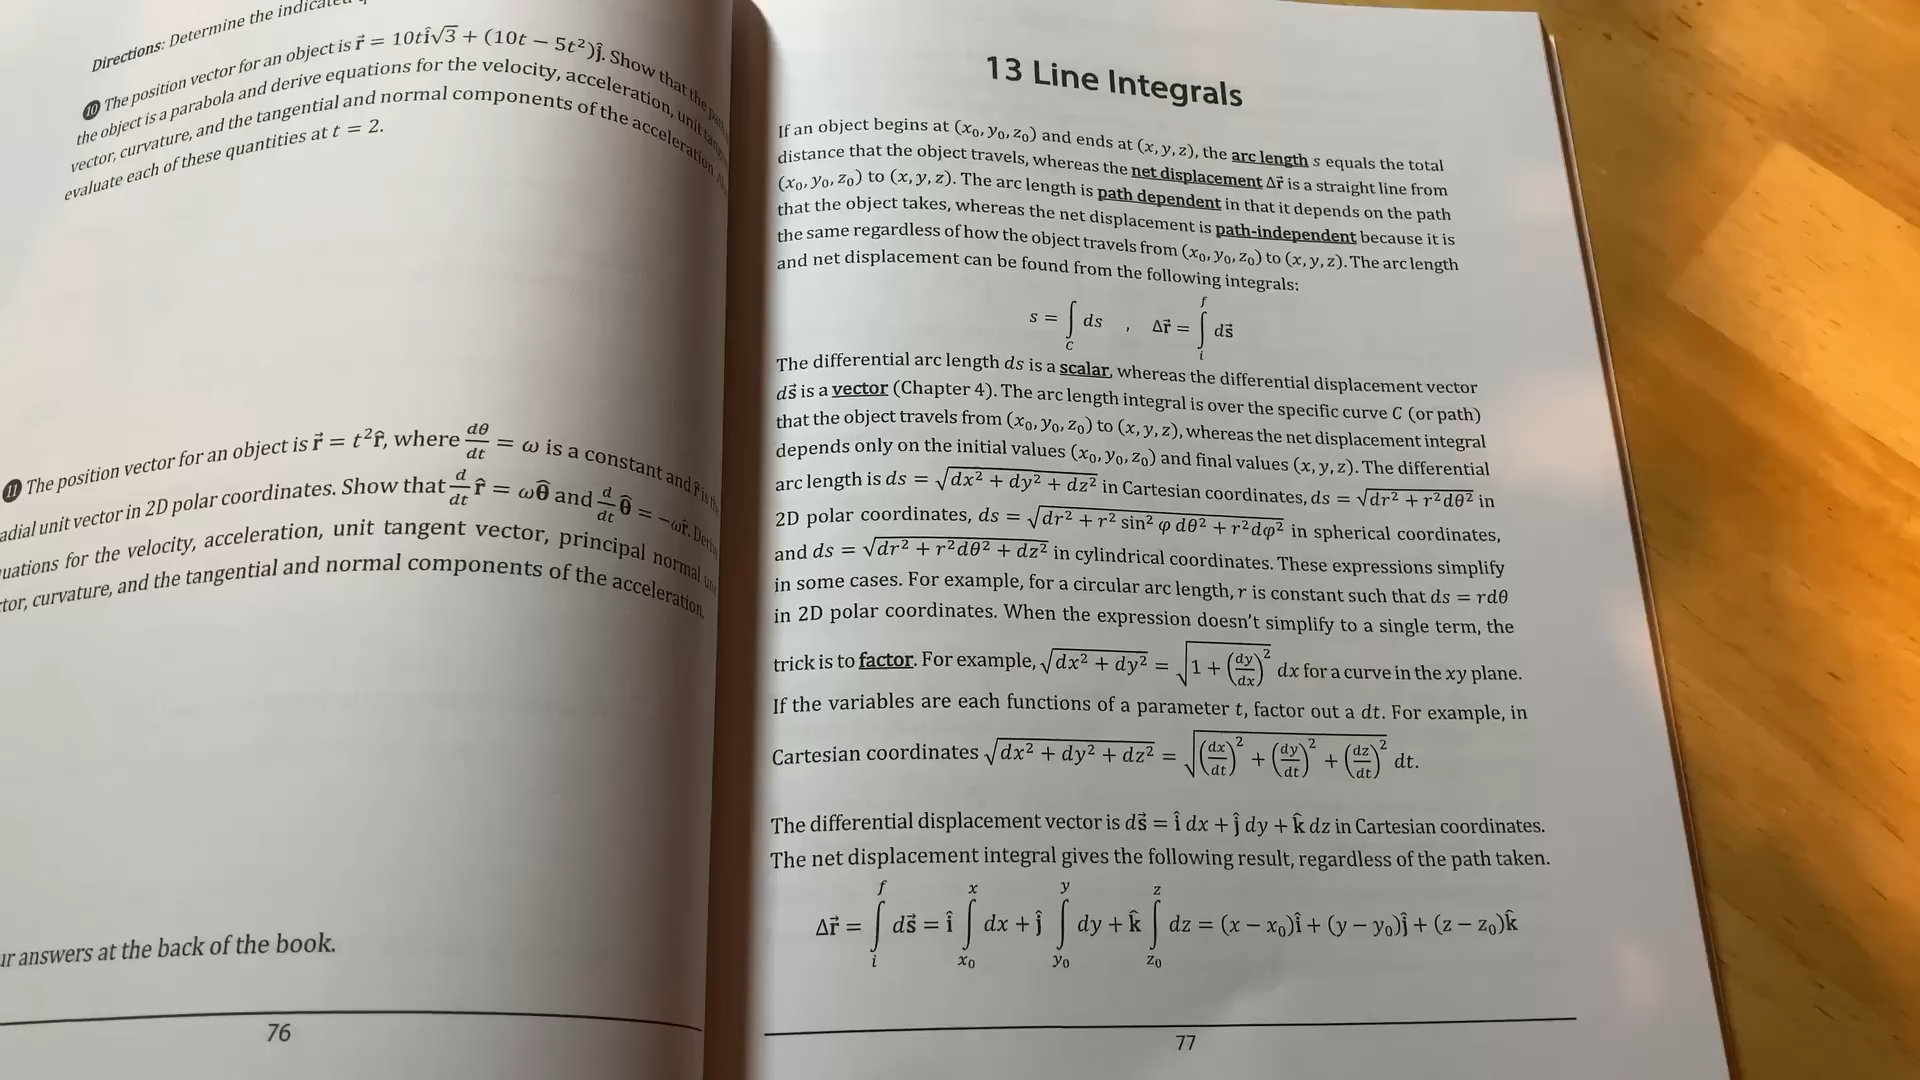 Directions: Determine the indicated
10 The position vector for an object is r⃗ = 10tî√3 + (10t − 5t²)ĵ. Show that the
the object is a parabola and derive equations for the velocity, acceleration, unit
vector, curvature, and the tangential and normal components of the acceleration.
evaluate each of these quantities at t = 2.
11 The position vector for an object is r⃗ = t²r̂, where dθ/dt = ω is a constant and r̂ is the
adial unit vector in 2D polar coordinates. Show that d/dt r̂ = ωθ̂ and d/dt θ̂ = −ωr̂.
uations for the velocity, acceleration, unit tangent vector, principal normal
tor, curvature, and the tangential and normal components of the acceleration.
ur answers at the back of the book.
76
13 Line Integrals
If an object begins at (x₀, y₀, z₀) and ends at (x, y, z), the arc length s equals the total
distance that the object travels, whereas the net displacement Δr⃗ is a straight line from
(x₀, y₀, z₀) to (x, y, z). The arc length is path dependent in that it depends on the path
that the object takes, whereas the net displacement is path-independent because it is
the same regardless of how the object travels from (x₀, y₀, z₀) to (x, y, z). The arc length
and net displacement can be found from the following integrals:
s = ∫_C ds , Δr⃗ = ∫_i^f ds⃗
The differential arc length ds is a scalar, whereas the differential displacement vector
ds⃗ is a vector (Chapter 4). The arc length integral is over the specific curve C (or path)
that the object travels from (x₀, y₀, z₀) to (x, y, z), whereas the net displacement integral
depends only on the initial values (x₀, y₀, z₀) and final values (x, y, z). The differential
arc length is ds = √(dx² + dy² + dz²) in Cartesian coordinates, ds = √(dr² + r²dθ²) in
2D polar coordinates, ds = √(dr² + r² sin² φ dθ² + r²dφ²) in spherical coordinates,
and ds = √(dr² + r²dθ² + dz²) in cylindrical coordinates. These expressions simplify
in some cases. For example, for a circular arc length, r is constant such that ds = rdθ
in 2D polar coordinates. When the expression doesn't simplify to a single term, the
trick is to factor. For example, √(dx² + dy²) = √(1 + (dy/dx)²) dx for a curve in the xy plane.
If the variables are each functions of a parameter t, factor out a dt. For example, in
Cartesian coordinates √(dx² + dy² + dz²) = √((dx/dt)² + (dy/dt)² + (dz/dt)²) dt.
The differential displacement vector is ds⃗ = î dx + ĵ dy + k̂ dz in Cartesian coordinates.
The net displacement integral gives the following result, regardless of the path taken.
Δr⃗ = ∫_i^f ds⃗ = î ∫_{x₀}^x dx + ĵ ∫_{y₀}^y dy + k̂ ∫_{z₀}^z dz = (x − x₀)î + (y − y₀)ĵ + (z − z₀)k̂
77